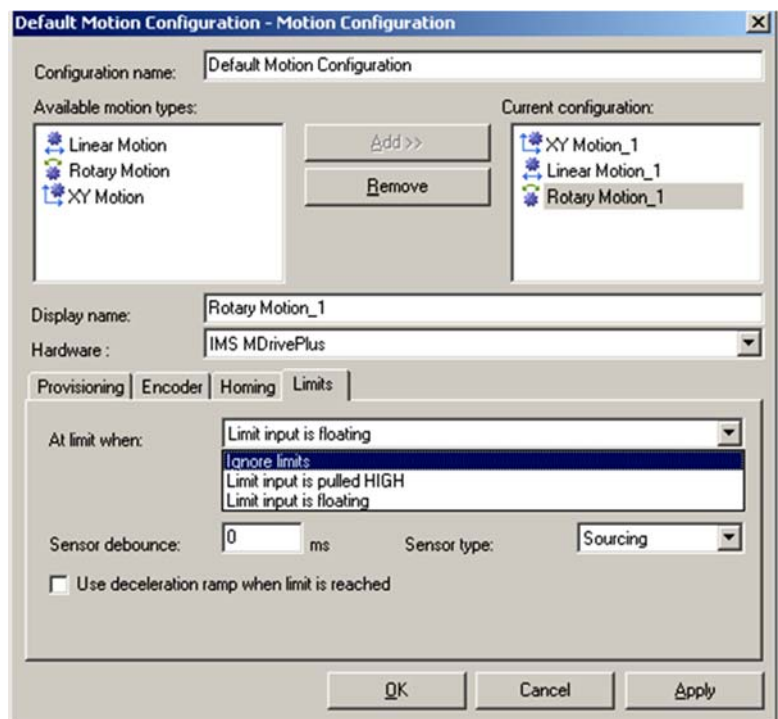 Default Motion Configuration - Motion Configuration
Configuration name: Default Motion Configuration
Available motion types:
Linear Motion
Rotary Motion
XY Motion
Add >>
Remove
Current configuration:
XY Motion_1
Linear Motion_1
Rotary Motion_1
Display name: Rotary Motion_1
Hardware : IMS MDrivePlus
Provisioning Encoder Homing Limits
At limit when: Limit input is floating
Ignore limits
Limit input is pulled HIGH
Limit input is floating
Sensor debounce: 0 ms Sensor type: Sourcing
Use deceleration ramp when limit is reached
OK Cancel Apply